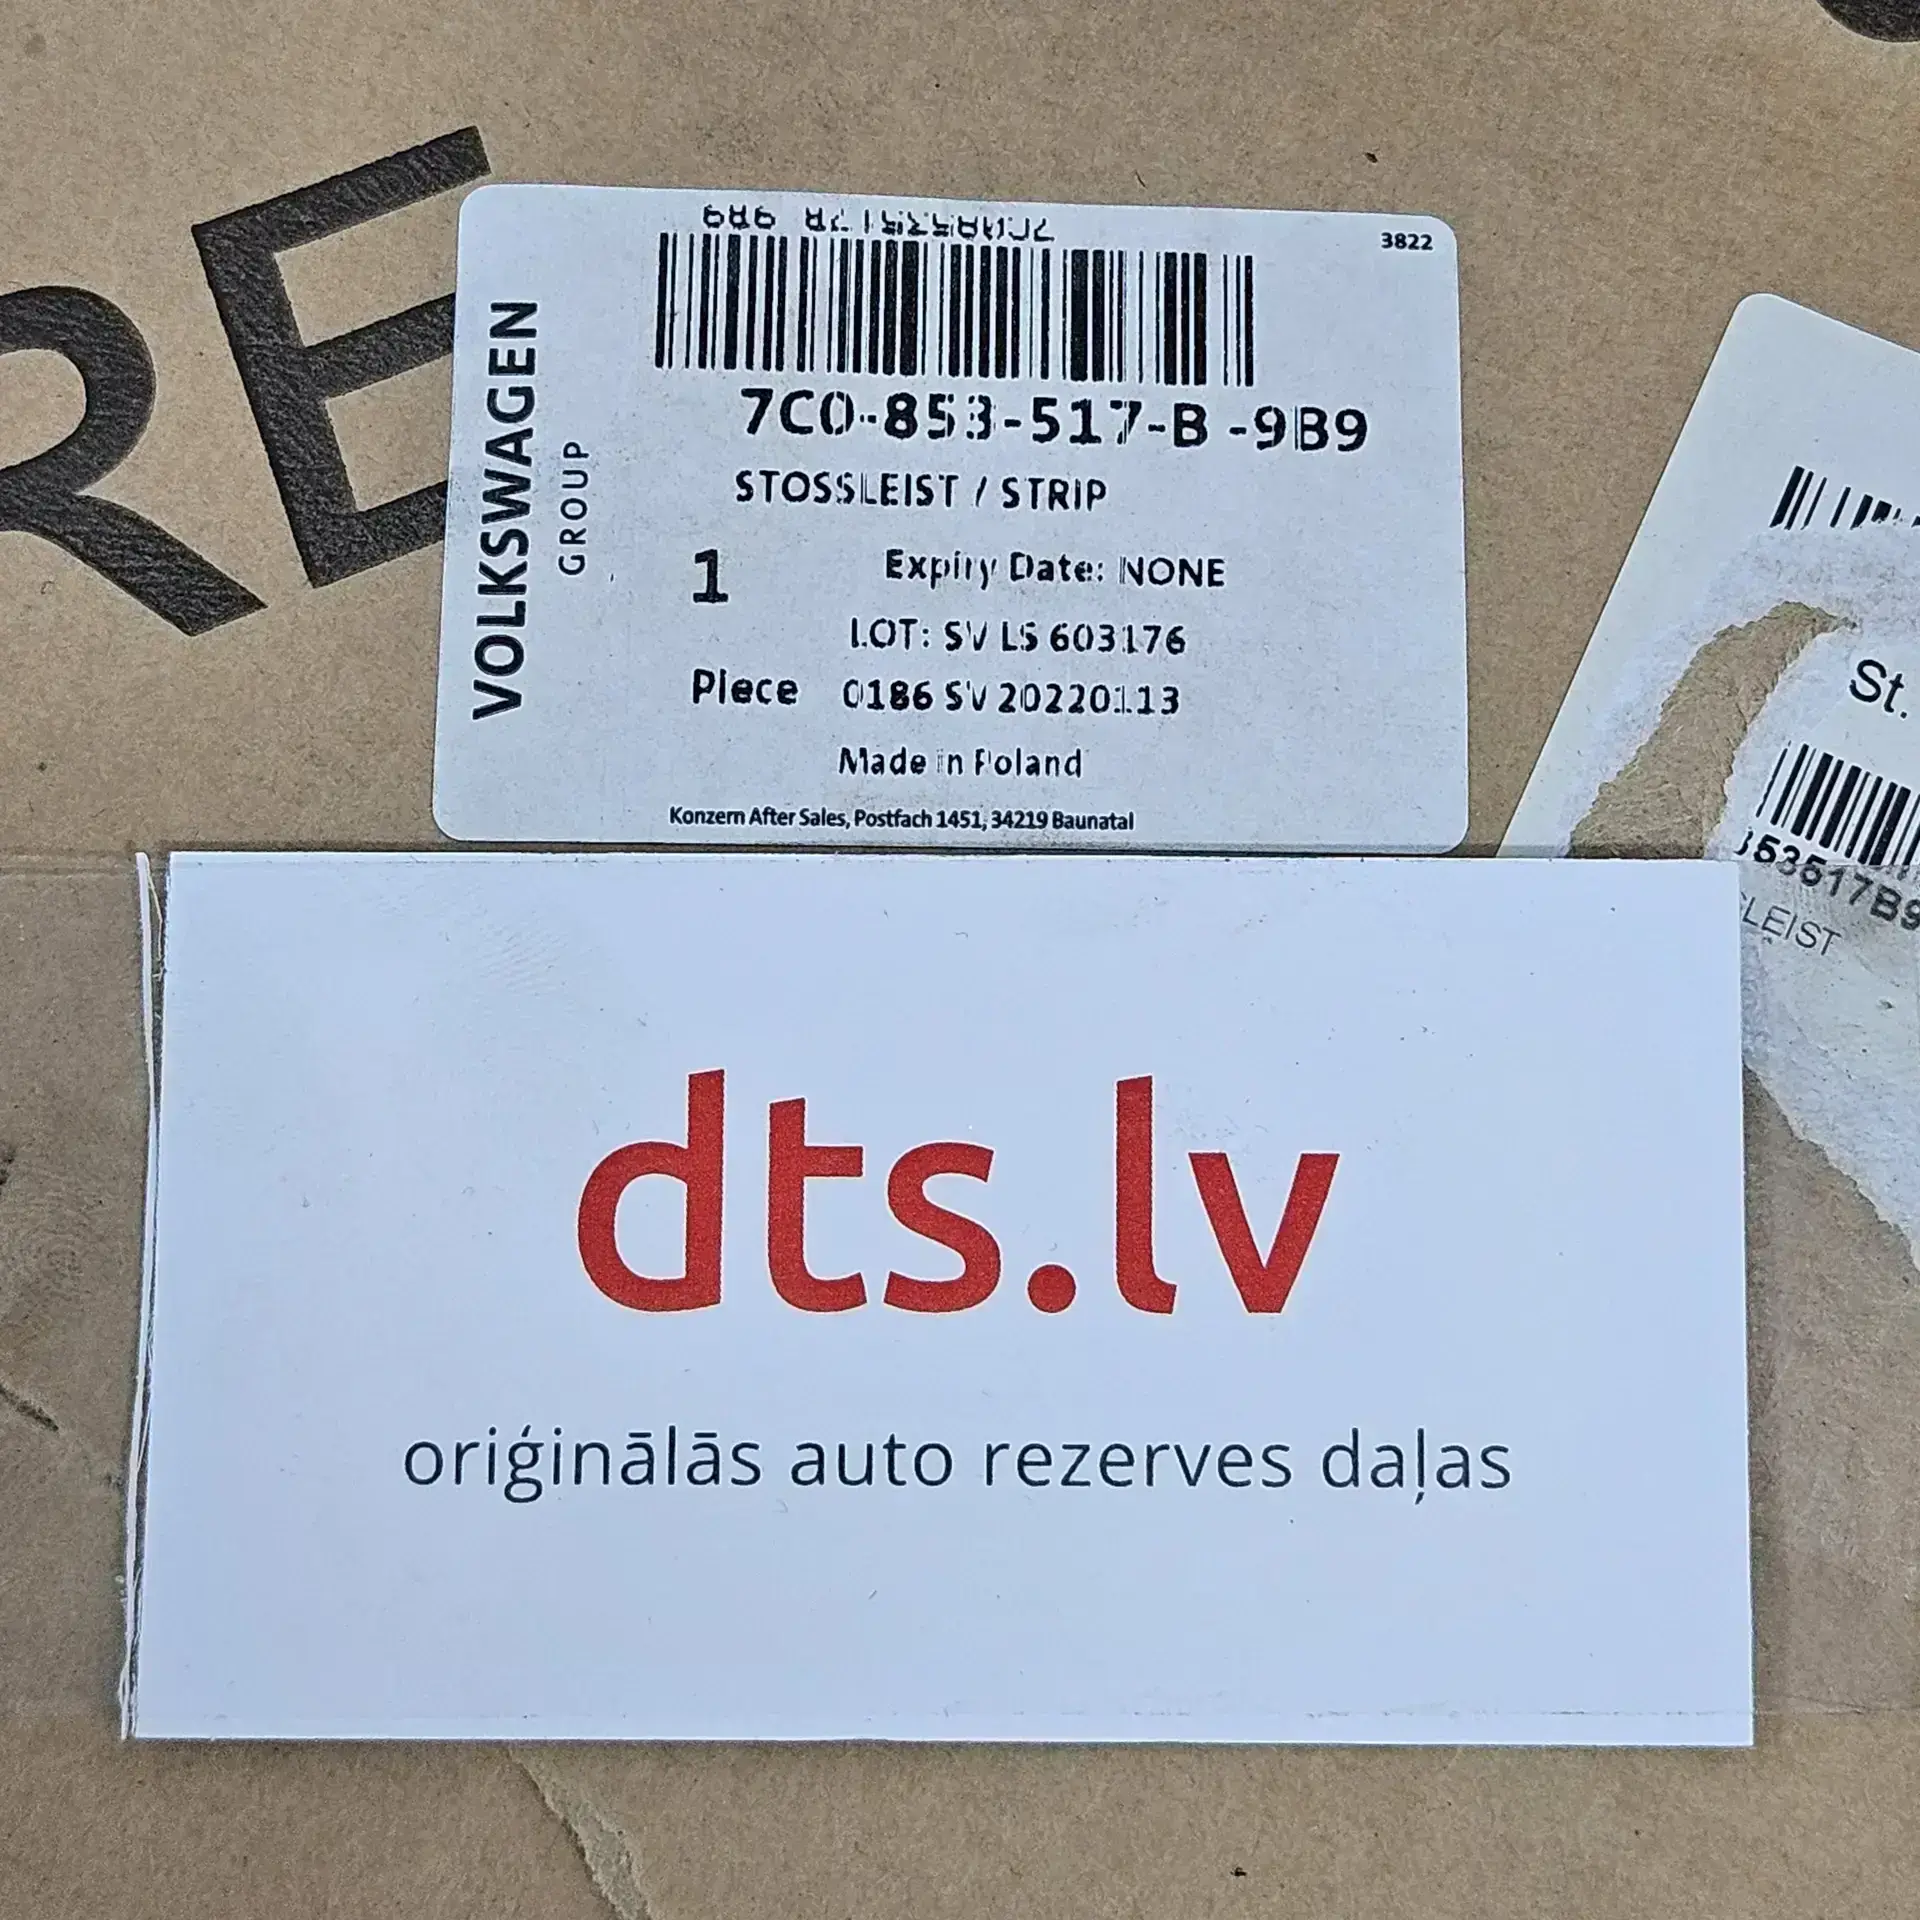 RE
3822
7C0-853-517-B -9B9
STOSSLEIST / STRIP
VOLKSWAGEN
GROUP
1
Expiry Date: NONE
LOT: SV LS 603176
Piece
0186 SV 20220113
Made in Poland
Konzern After Sales, Postfach 1451, 34219 Baunatal
St.
53517B9
LEIST
dts.lv
oriģinālās auto rezerves daļas